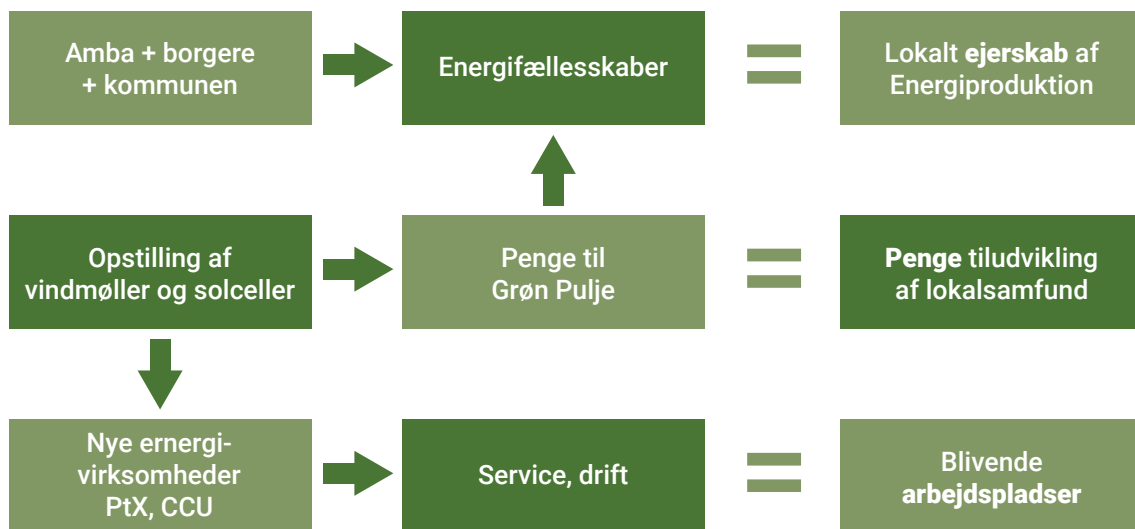 Amba + borgere
+ kommunen
Energifællesskaber
Lokalt ejerskab af
Energiproduktion
Opstilling af
vindmøller og solceller
Penge til
Grøn Pulje
Penge tiludvikling
af lokalsamfund
Nye ernergi-
virksomheder
PtX, CCU
Service, drift
Blivende
arbejdspladser